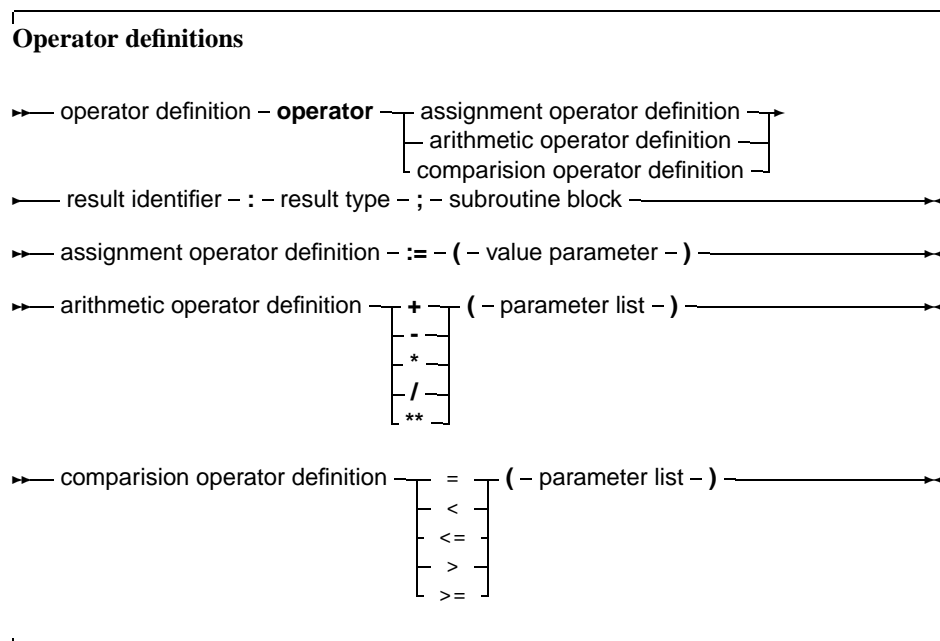 Operator definitions
operator definition operator assignment operator definition
arithmetic operator definition
comparision operator definition
result identifier : result type ; subroutine block
assignment operator definition := ( value parameter )
arithmetic operator definition + ( parameter list )
-
*
/
**
comparision operator definition = ( parameter list )
<
<=
>
>=